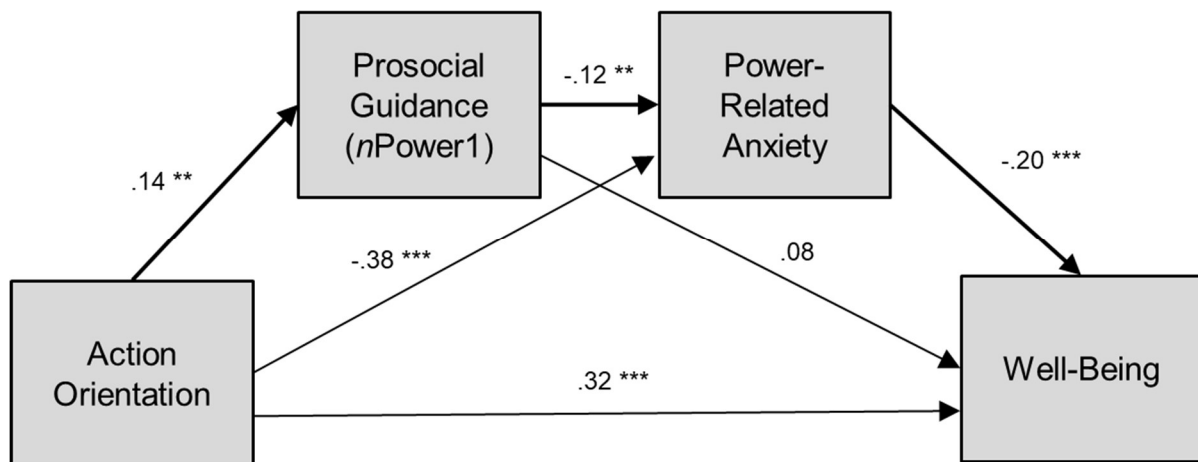 Prosocial
Guidance
(nPower1)
-.12 **
Power-
Related
Anxiety
.14 **
-.20 ***
-.38 ***
.08
Action
Orientation
.32 ***
Well-Being